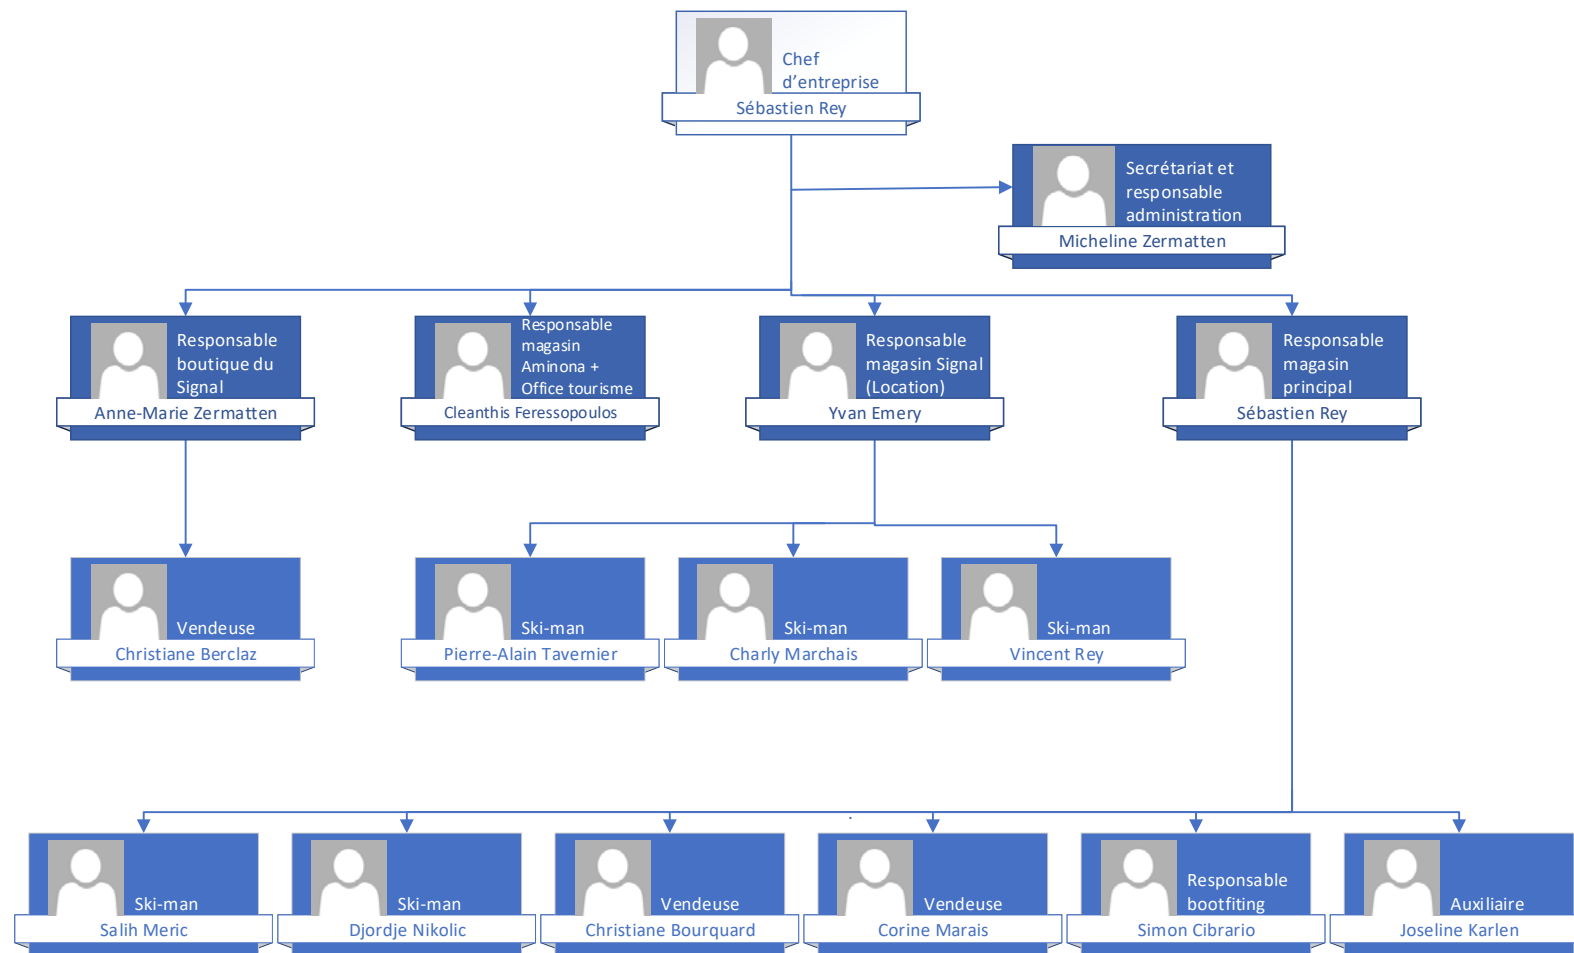 Chef
d’entreprise
Sébastien Rey
Secrétariat et
responsable
administration
Micheline Zermatten
Responsable
boutique du
Signal
Anne-Marie Zermatten
Responsable
magasin
Aminona +
Office tourisme
Cleanthis Feressopoulos
Responsable
magasin Signal
(Location)
Yvan Emery
Responsable
magasin
principal
Sébastien Rey
Vendeuse
Christiane Berclaz
Ski-man
Pierre-Alain Tavernier
Ski-man
Charly Marchais
Ski-man
Vincent Rey
Ski-man
Salih Meric
Ski-man
Djordje Nikolic
Vendeuse
Christiane Bourquard
Vendeuse
Corine Marais
Responsable
bootfiting
Simon Cibrario
Auxiliaire
Joseline Karlen